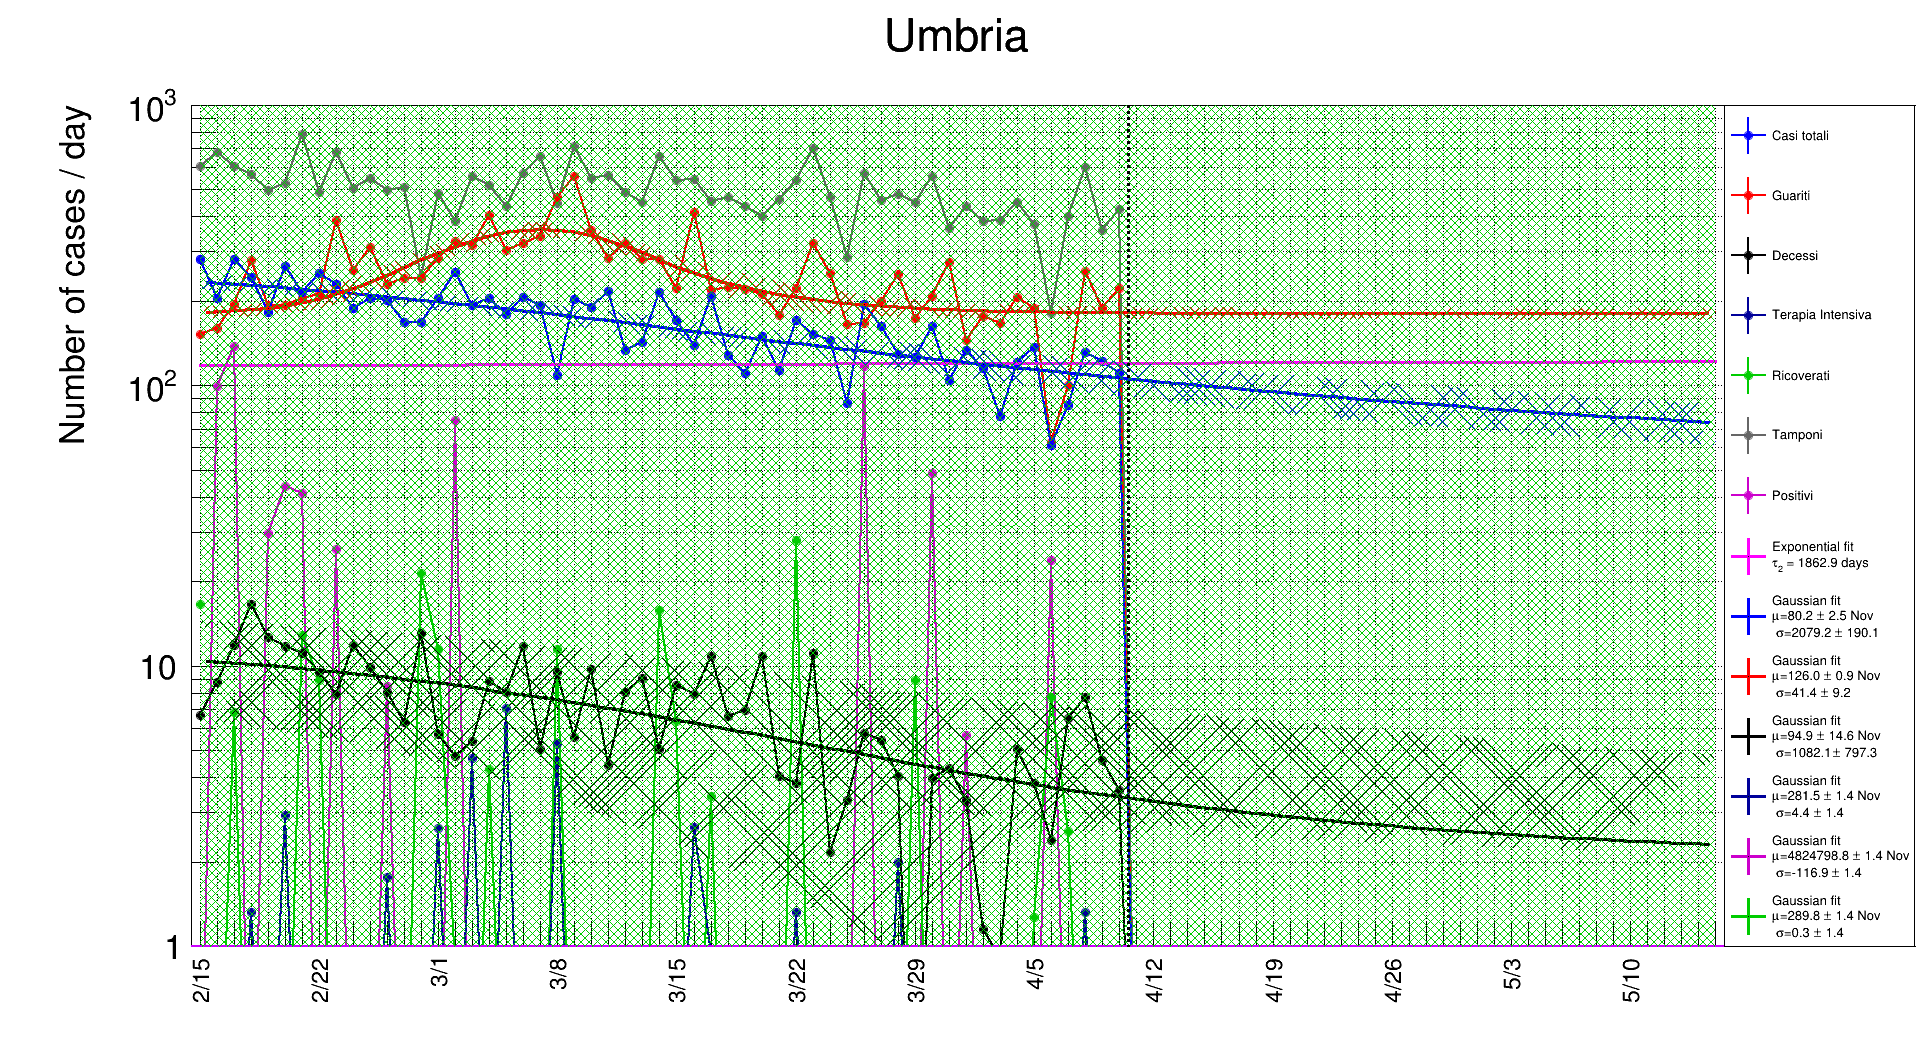 Umbria
Number of cases / day
10³
10²
10
1
2/15
2/22
3/1
3/8
3/15
3/22
3/29
4/5
4/12
4/19
4/26
5/3
5/10
Casi totali
Guariti
Decessi
Terapia Intensiva
Ricoverati
Tamponi
Positivi
Exponential fit
τ₂ = 1862.9 days
Gaussian fit
μ=80.2 ± 2.5 Nov
σ=2079.2 ± 190.1
Gaussian fit
μ=126.0 ± 0.9 Nov
σ=41.4 ± 9.2
Gaussian fit
μ=94.9 ± 14.6 Nov
σ=1082.1 ± 797.3
Gaussian fit
μ=281.5 ± 1.4 Nov
σ=4.4 ± 1.4
Gaussian fit
μ=4824798.8 ± 1.4 Nov
σ=-116.9 ± 1.4
Gaussian fit
μ=289.8 ± 1.4 Nov
σ=0.3 ± 1.4